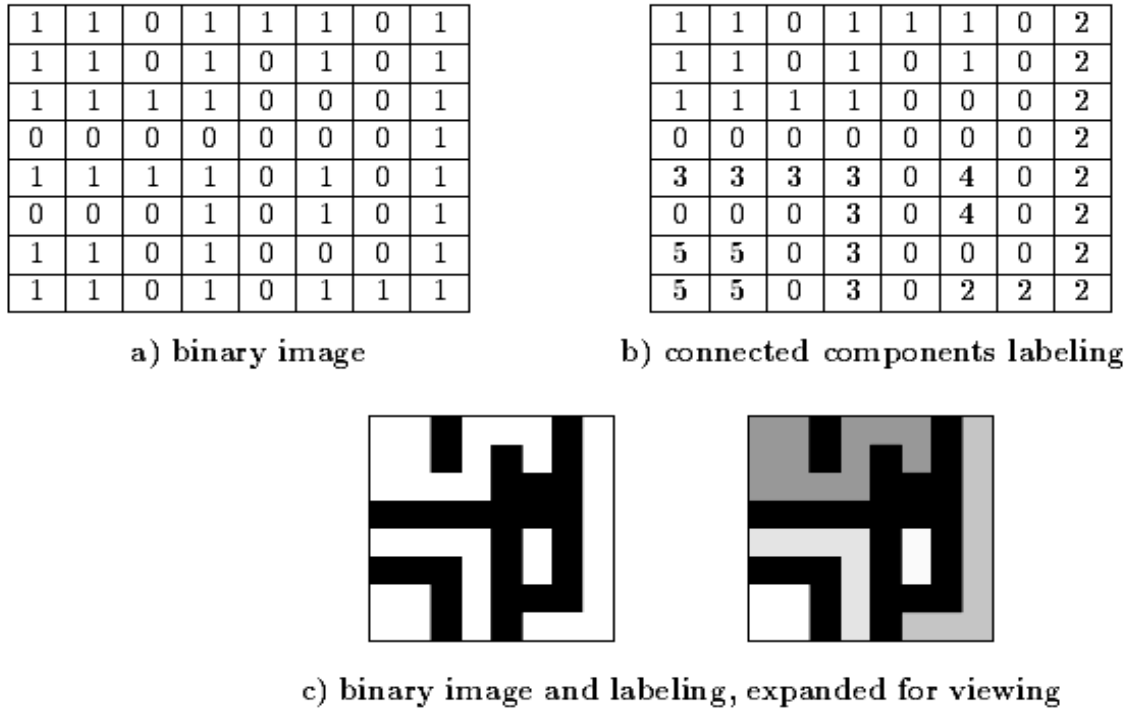 1 1 0 1 1 1 0 1
1 1 0 1 0 1 0 1
1 1 1 1 0 0 0 1
0 0 0 0 0 0 0 1
1 1 1 1 0 1 0 1
0 0 0 1 0 1 0 1
1 1 0 1 0 0 0 1
1 1 0 1 0 1 1 1
a) binary image
1 1 0 1 1 1 0 2
1 1 0 1 0 1 0 2
1 1 1 1 0 0 0 2
0 0 0 0 0 0 0 2
3 3 3 3 0 4 0 2
0 0 0 3 0 4 0 2
5 5 0 3 0 0 0 2
5 5 0 3 0 2 2 2
b) connected components labeling
c) binary image and labeling, expanded for viewing